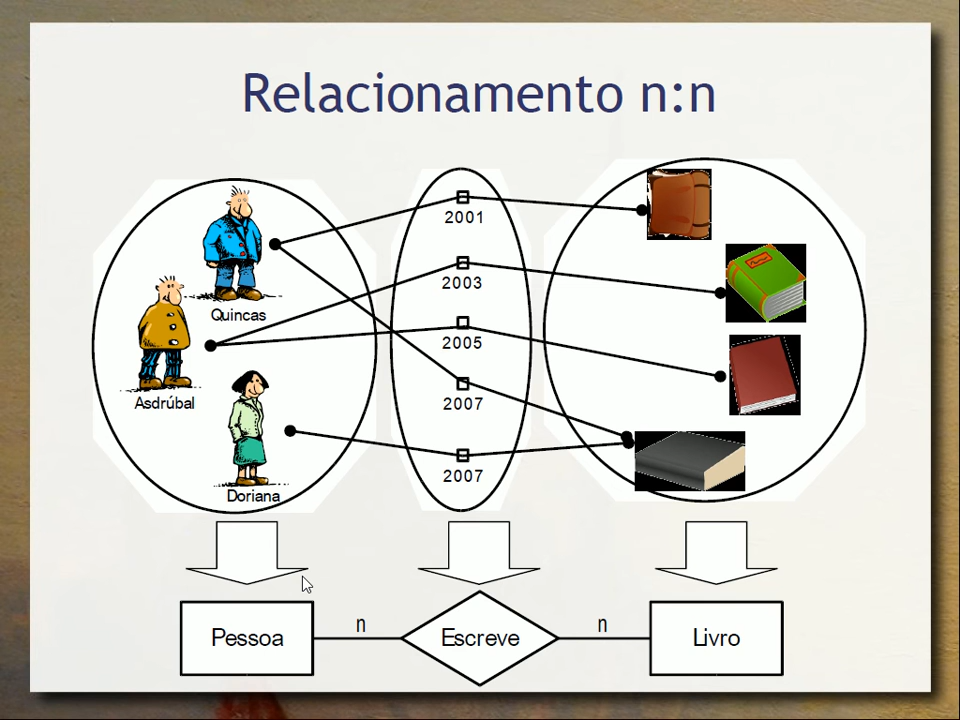 Relacionamento n:n
2001
2003
2005
2007
2007
Quincas
Asdrúbal
Doriana
Pessoa
n
Escreve
n
Livro